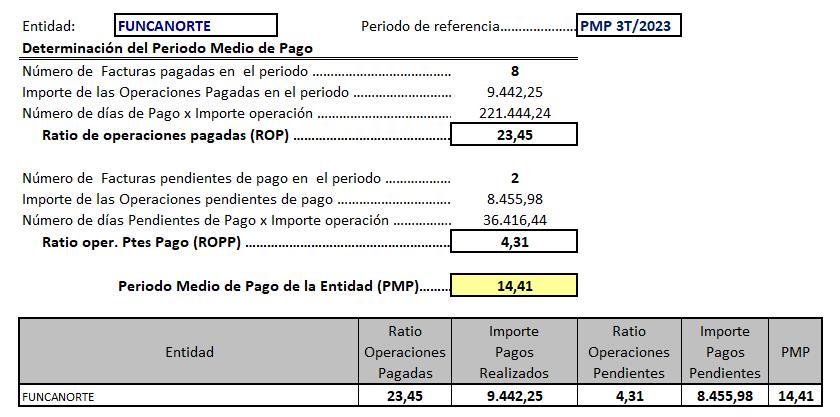 Entidad: FUNCANORTE Periodo de referencia........................ PMP 3T/2023
Determinación del Periodo Medio de Pago
Número de Facturas pagadas en el periodo ........................................... 8
Importe de las Operaciones Pagadas en el periodo ............................... 9.442,25
Número de días de Pago x Importe operación ..................................... 221.444,24
Ratio de operaciones pagadas (ROP) ................................................ 23,45
Número de Facturas pendientes de pago en el periodo .................... 2
Importe de las Operaciones pendientes de pago ................................... 8.455,98
Número de días Pendientes de Pago x Importe operación .................. 36.416,44
Ratio oper. Ptes Pago (ROPP) ............................................................... 4,31
Periodo Medio de Pago de la Entidad (PMP)......... 14,41
Entidad Ratio Operaciones Pagadas Importe Pagos Realizados Ratio Operaciones Pendientes Importe Pagos Pendientes PMP
FUNCANORTE 23,45 9.442,25 4,31 8.455,98 14,41